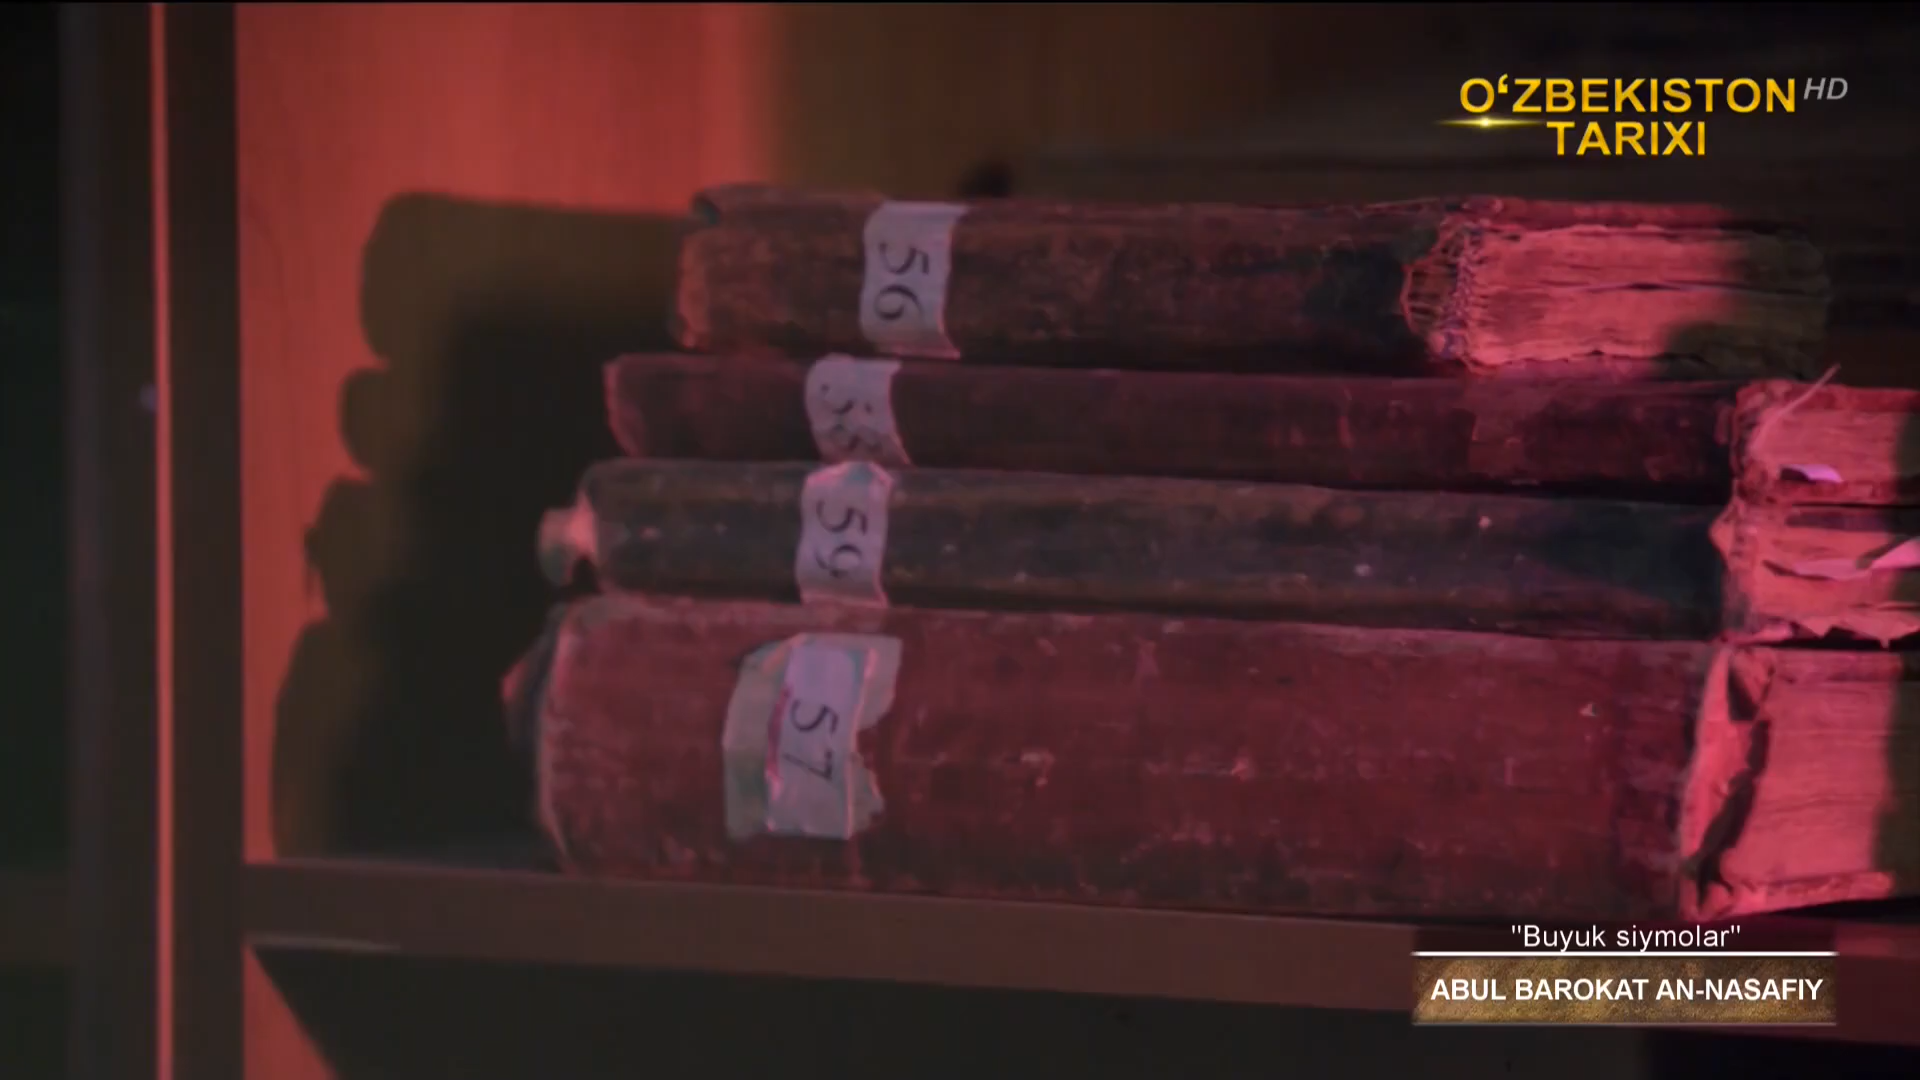 O‘ZBEKISTON HD
TARIXI
56
59
57
"Buyuk siymolar"
ABUL BAROKAT AN-NASAFIY